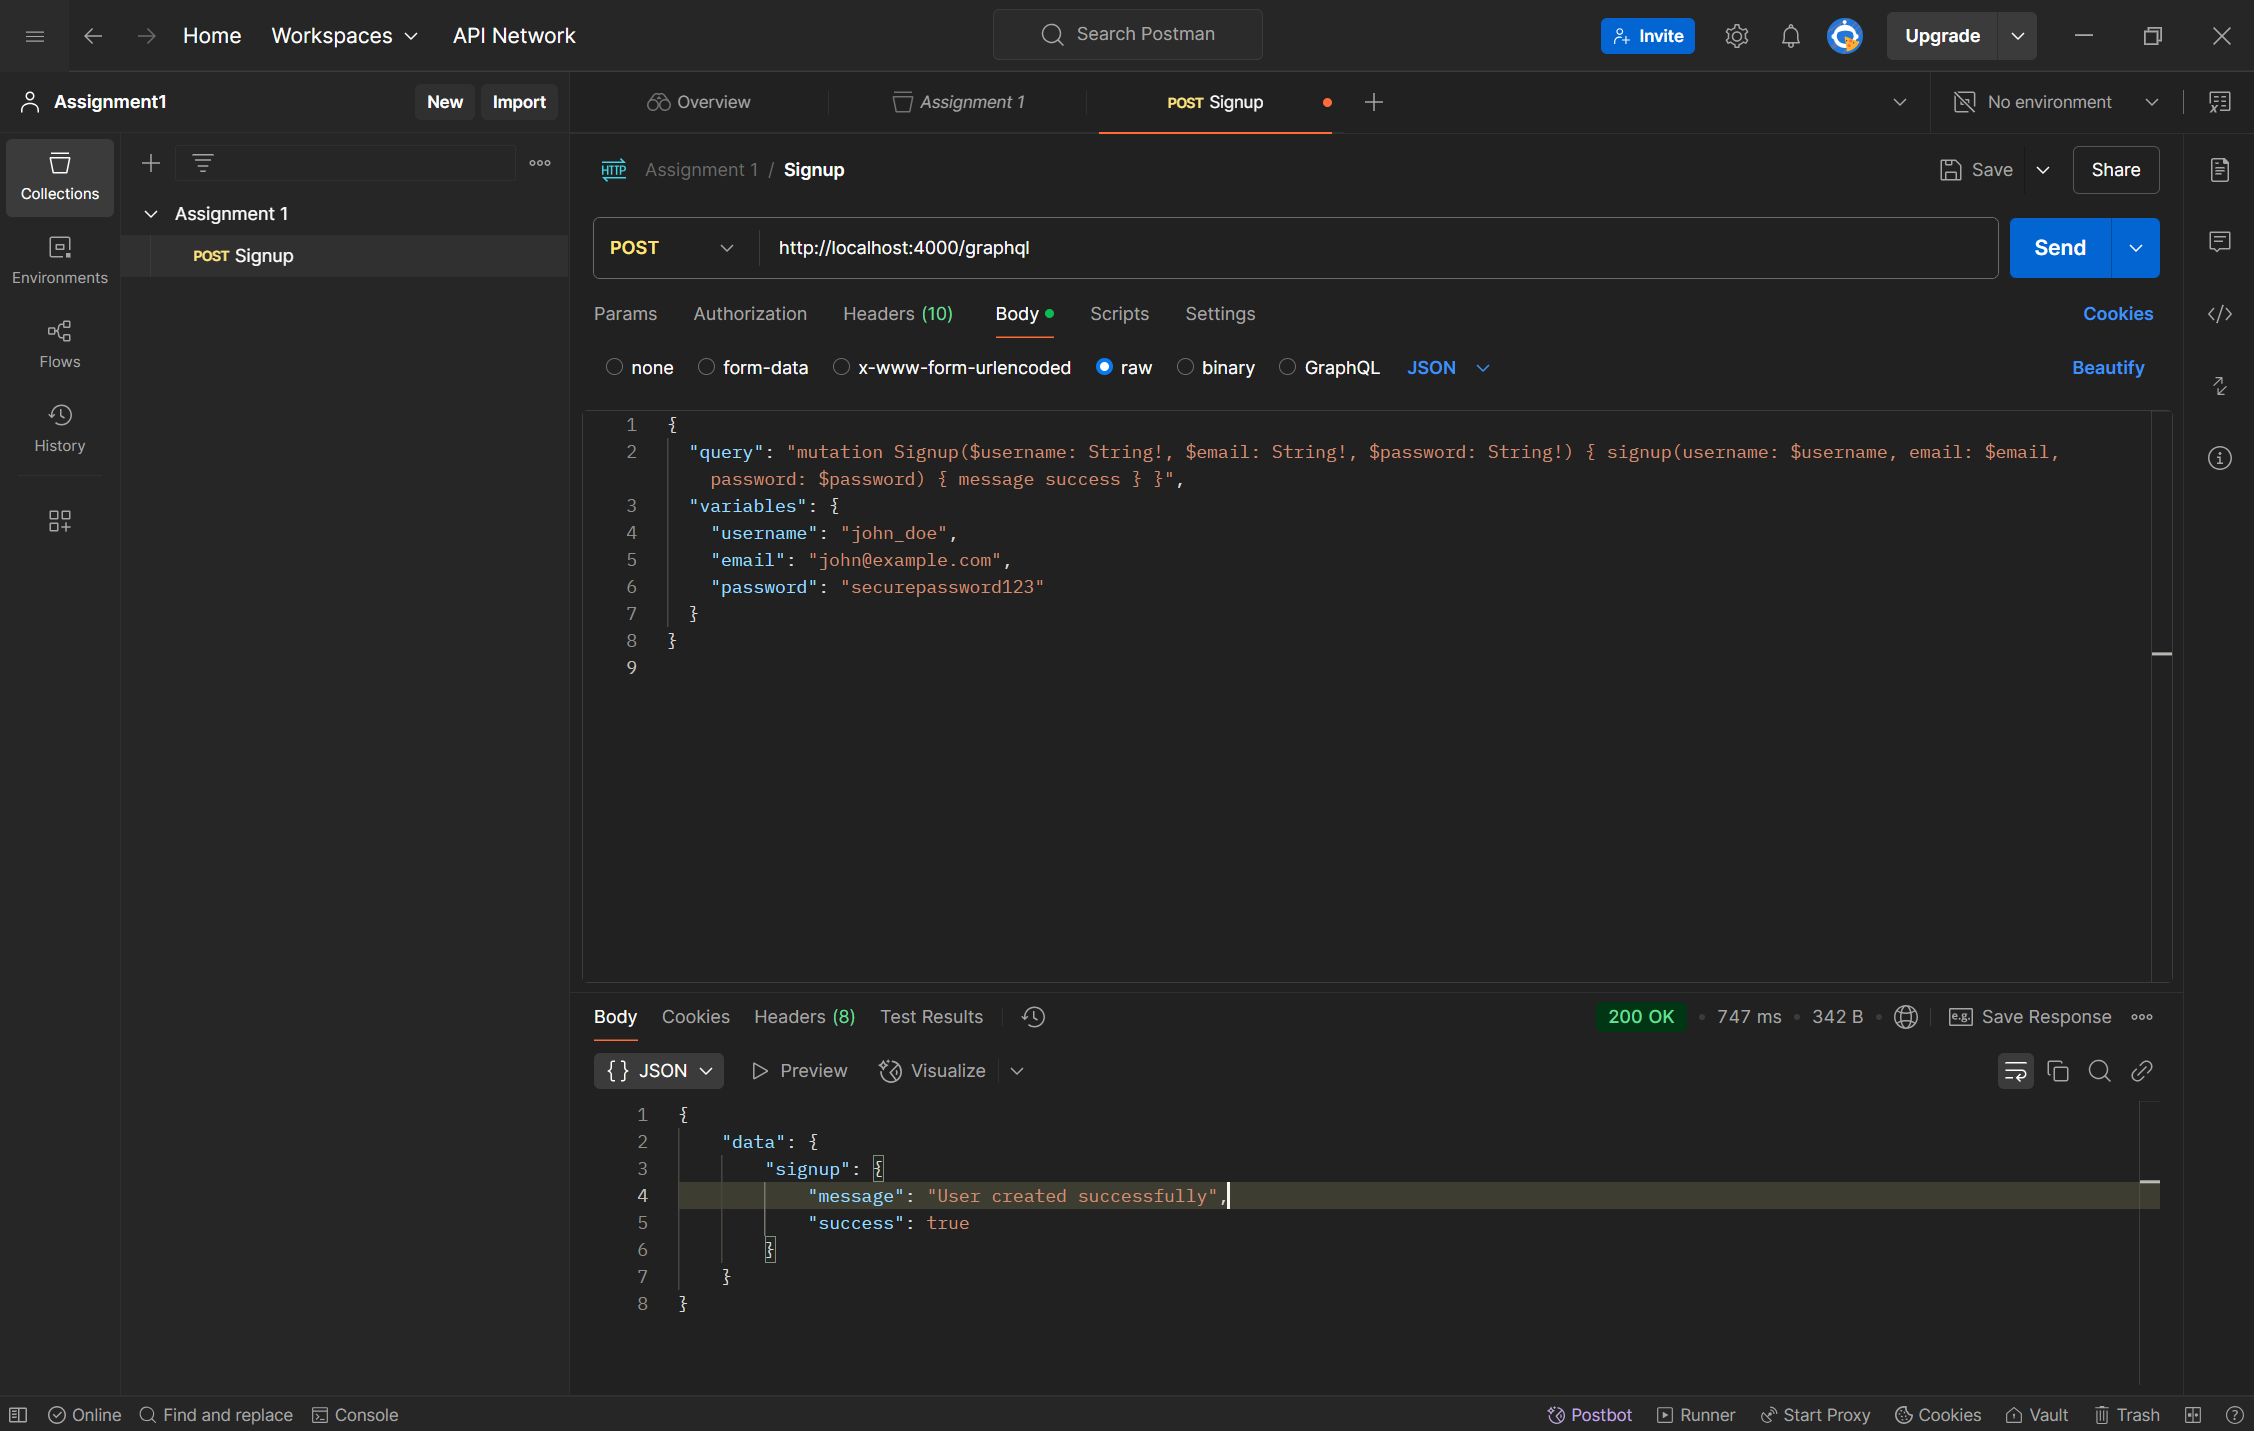 Home Workspaces API Network Search Postman Invite Upgrade
Assignment1 New Import
Overview Assignment 1 POST Signup No environment
Collections
Environments
Flows
History
Assignment 1
POST Signup
HTTP Assignment 1 / Signup Save Share
POST http://localhost:4000/graphql Send
Params Authorization Headers (10) Body Scripts Settings Cookies
none form-data x-www-form-urlencoded raw binary GraphQL JSON Beautify
1 {
2 "query": "mutation Signup($username: String!, $email: String!, $password: String!) { signup(username: $username, email: $email,
password: $password) { message success } }",
3 "variables": {
4 "username": "john_doe",
5 "email": "john@example.com",
6 "password": "securepassword123"
7 }
8 }
9
Body Cookies Headers (8) Test Results 200 OK • 747 ms • 342 B • e.g. Save Response
{} JSON Preview Visualize
1 {
2 "data": {
3 "signup": {
4 "message": "User created successfully",
5 "success": true
6 }
7 }
8 }
Online Find and replace Console Postbot Runner Start Proxy Cookies Vault Trash